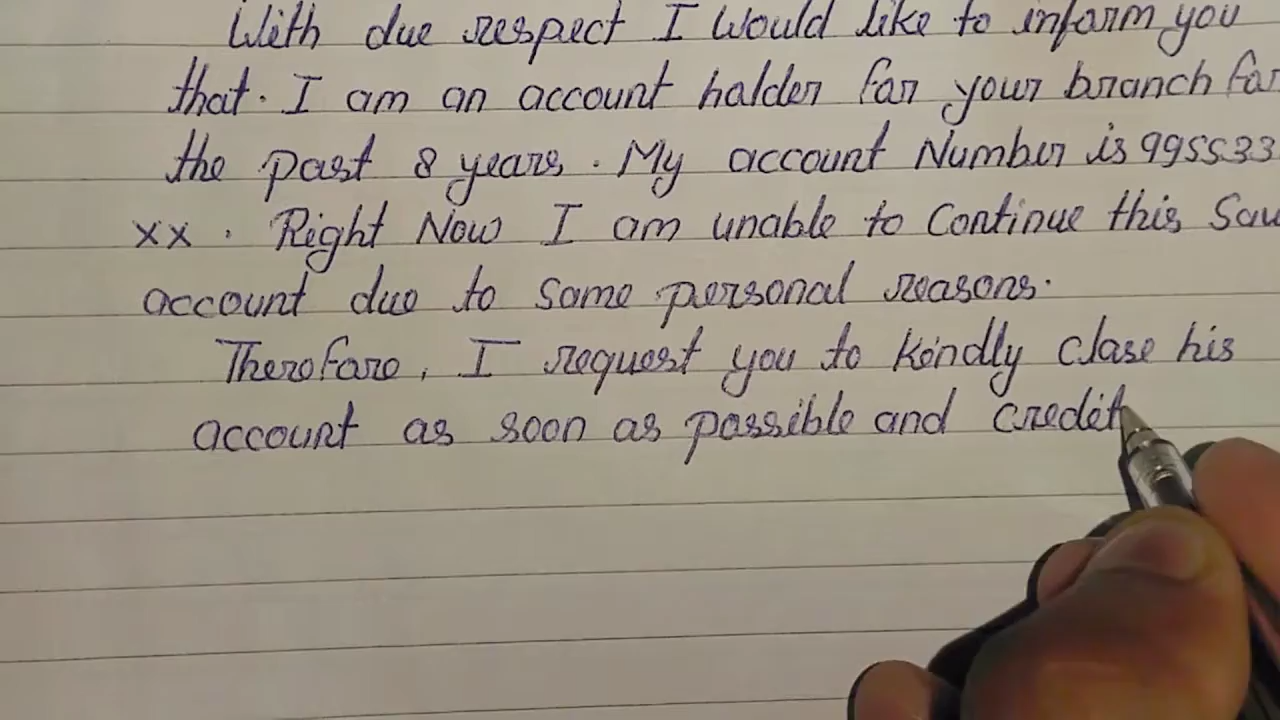 With due respect I would like to inform you
that. I am an account holder for your branch for
the past 8 years. My account Number is 995533
xx. Right Now I am unable to Continue this Sav
account due to some personal reasons.
Therefore, I request you to kindly close his
account as soon as possible and credit